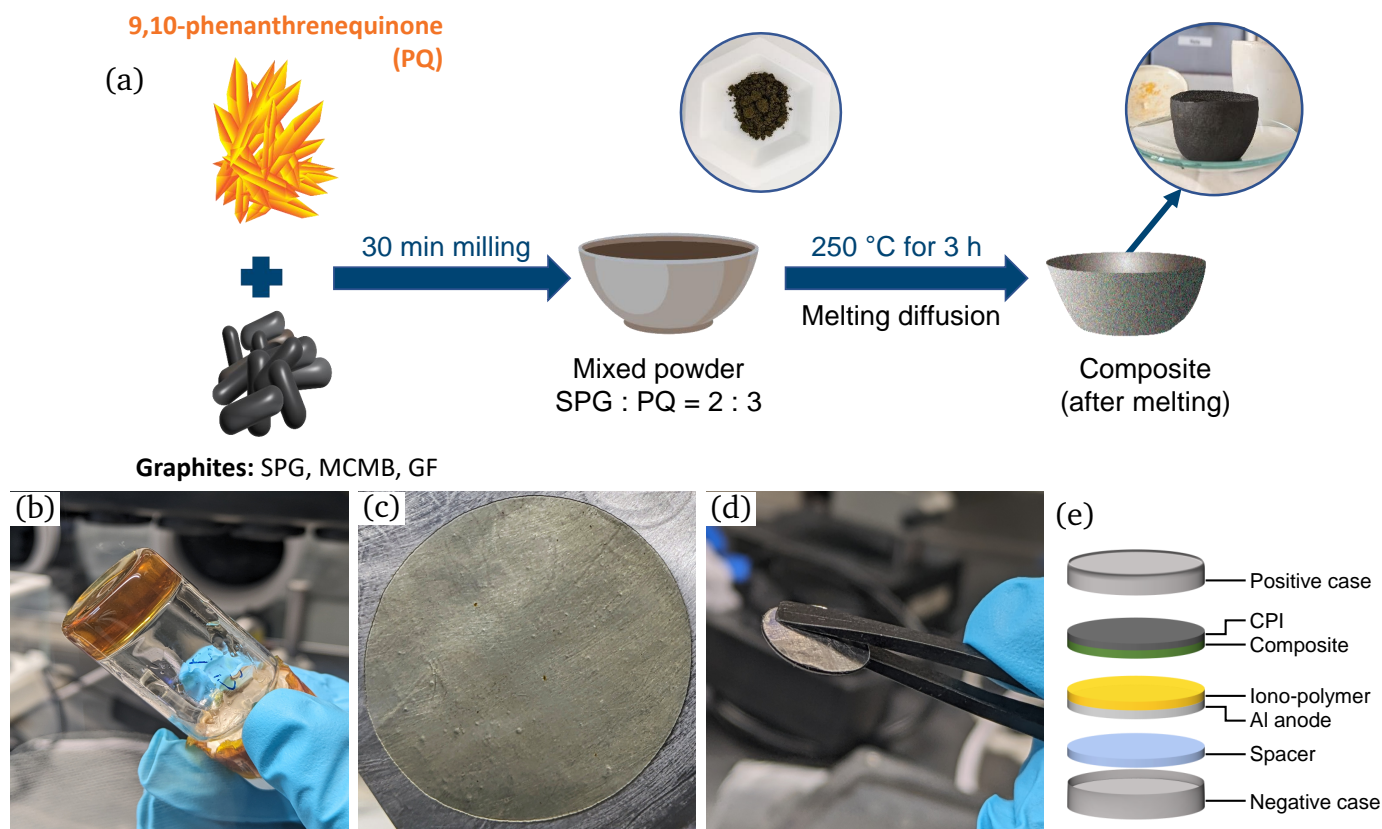 9,10-phenanthrenequinone
(PQ)
(a)
30 min milling
250 °C for 3 h
Melting diffusion
Mixed powder
SPG : PQ = 2 : 3
Composite
(after melting)
Graphites: SPG, MCMB, GF
(b)
(c)
(d)
(e)
Positive case
CPI
Composite
Iono-polymer
Al anode
Spacer
Negative case